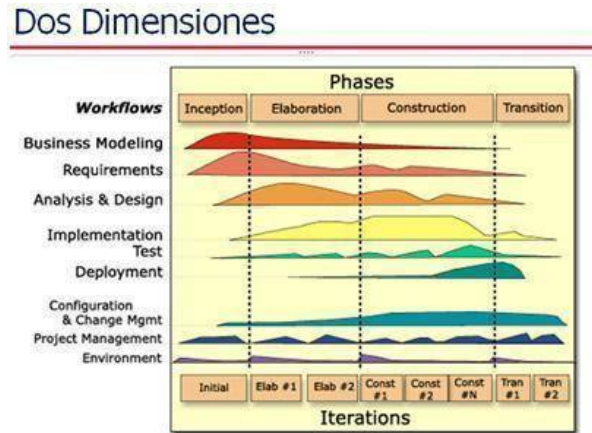 Dos Dimensiones
Phases
Workflows
Inception
Elaboration
Construction
Transition
Business Modeling
Requirements
Analysis & Design
Implementation
Test
Deployment
Configuration
& Change Mgmt
Project Management
Environment
Initial
Elab #1
Elab #2
Const
#1
Const
#2
Const
#N
Tran
#1
Tran
#2
Iterations